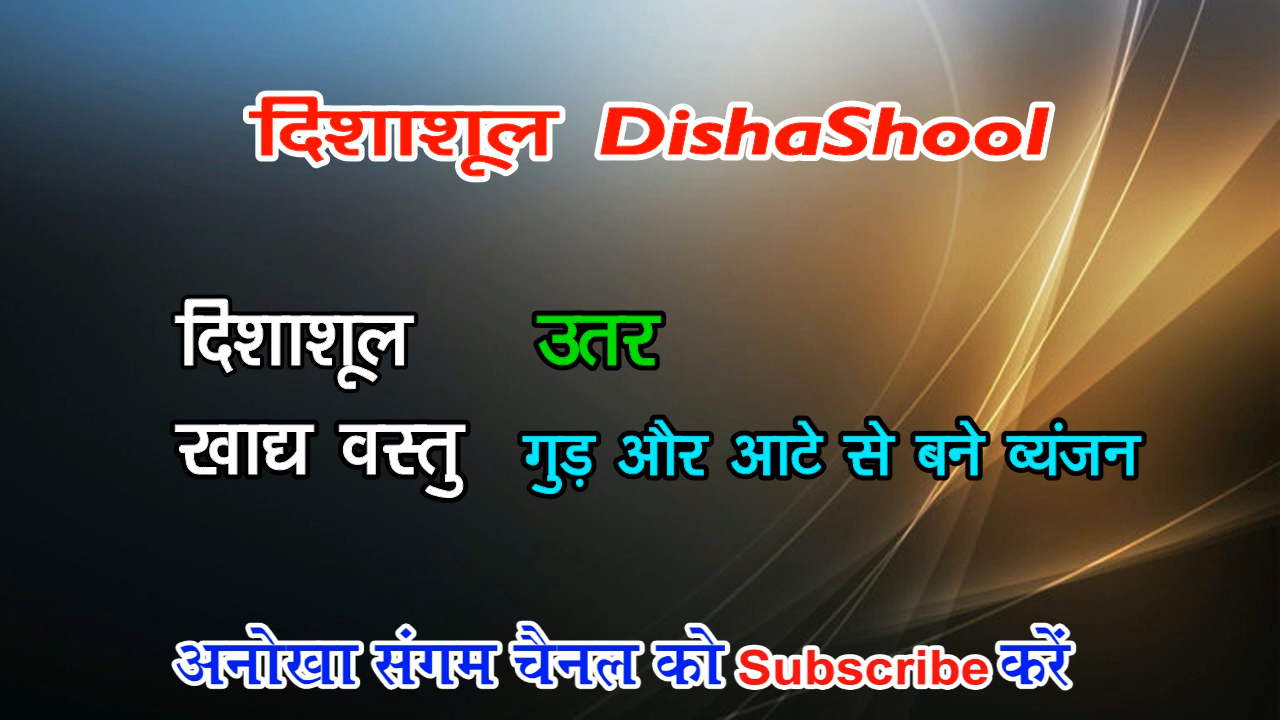 दिशाशूल DishaShool
दिशाशूल उतर
खाद्य वस्तु गुड़ और आटे से बने व्यंजन
अनोखा संगम चैनल को Subscribe करें